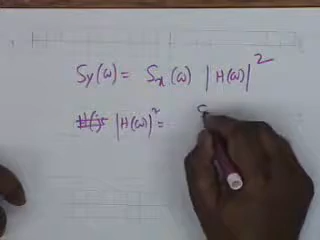 Sy(ω) = Sx(ω) |H(ω)|²
|H(ω)|² = S